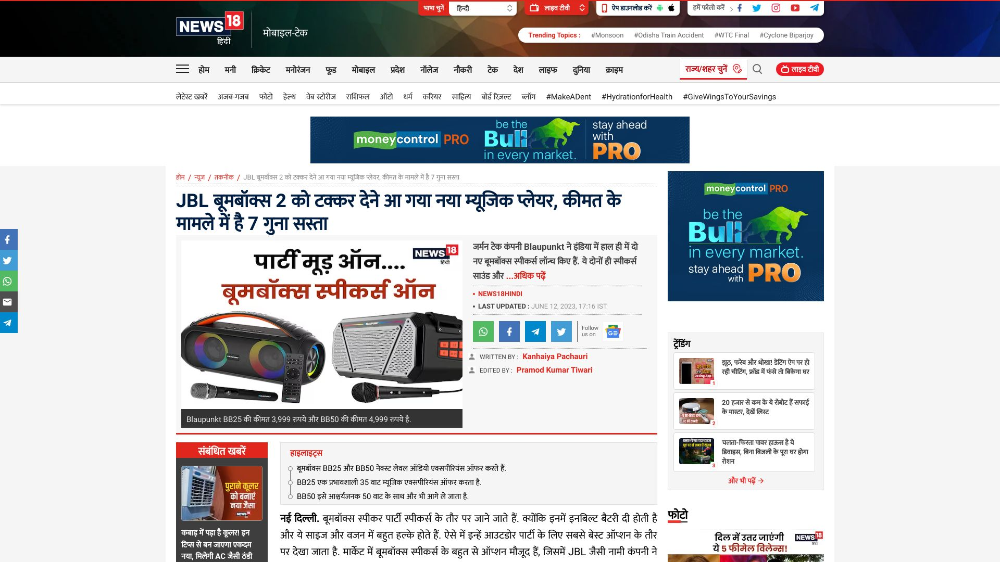 भाषा चुनें
हिन्दी
लाइव टीवी
ऐप डाउनलोड करें
हमें फॉलो करें
NEWS 18
हिंदी
मोबाइल-टेक
Trending Topics : #Monsoon #Odisha Train Accident #WTC Final #Cyclone Biparjoy
होम मनी क्रिकेट मनोरंजन फूड मोबाइल प्रदेश नॉलेज नौकरी टेक देश लाइफ दुनिया क्राइम
राज्य/शहर चुनें
लाइव टीवी
लेटेस्ट खबरें अजब-गजब फोटो हेल्थ वेब स्टोरीज राशिफल ऑटो धर्म करियर साहित्य बोर्ड रिज़ल्ट ब्लॉग #MakeADent #HydrationforHealth #GiveWingsToYourSavings
moneycontrol PRO
be the
Bull
in every market.
stay ahead
with
PRO
होम / न्यूज / तकनीक / JBL बूमबॉक्स 2 को टक्कर देने आ गया नया म्यूजिक प्लेयर, कीमत के मामले में है 7 गुना सस्ता
JBL बूमबॉक्स 2 को टक्कर देने आ गया नया म्यूजिक प्लेयर, कीमत के
मामले में है 7 गुना सस्ता
NEWS 18
हिंदी
पार्टी मूड़ ऑन....
बूमबॉक्स स्पीकर्स ऑन
BLAUPUNKT
BLAUPUNKT
Blaupunkt BB25 की कीमत 3,999 रुपये और BB50 की कीमत 4,999 रुपये है.
जर्मन टेक कंपनी Blaupunkt ने इंडिया में हाल ही में दो
नए बूमबॉक्स स्पीकर्स लॉन्च किए हैं. ये दोनों ही स्पीकर्स
साउंड और ...अधिक पढ़ें
NEWS18HINDI
LAST UPDATED : JUNE 12, 2023, 17:16 IST
Follow
us on
GE
WRITTEN BY : Kanhaiya Pachauri
EDITED BY : Pramod Kumar Tiwari
संबंधित खबरें
पुराने कूलर
को बनाएं
नया जैसा
NEWS 18
कबाड़ में पड़ा है कूलर! इन
टिप्स से बन जाएगा एकदम
नया, मिलेगी AC जैसी ठंडी
हाइलाइट्स
बूमबॉक्स BB25 और BB50 नेक्स्ट लेवल ऑडियो एक्सपीरियंस ऑफर करते हैं.
BB25 एक प्रभावशाली 35 वाट म्यूजिक एक्सपीरियंस ऑफर करता है.
BB50 इसे आश्चर्यजनक 50 वाट के साथ और भी आगे ले जाता है.
नई दिल्ली. बूमबॉक्स स्पीकर पार्टी स्पीकर्स के तौर पर जाने जाते हैं. क्योंकि इनमें इनबिल्ट बैटरी दी होती है
और ये साइज और वजन में बहुत हल्के होते हैं. ऐसे में इन्हें आउटडोर पार्टी के लिए सबसे बेस्ट ऑप्शन के तौर
पर देखा जाता है. मार्केट में बूमबॉक्स स्पीकर्स के बहुत से ऑप्शन मौजूद हैं, जिसमें JBL जैसी नामी कंपनी ने
moneycontrol PRO
be the
Bull
in every market.
stay ahead
with PRO
ट्रेंडिंग
झूठ, फरेब और धोखा! डेटिंग ऐप पर हो
रही चीटिंग, फ्रॉड में फंसे तो बिकेगा घर
Dating App
1
20 हजार से कम के ये रोबोट हैं सफाई
के मास्टर, देखें लिस्ट
2
चलता-फिरता पावर हाऊस है ये
डिवाइस, बिना बिजली के पूरा घर होगा
रोशन
3
और भी पढ़ें
फोटो
दिल में उतर जाएंगी
ये 5 फीमेल विलेन्स!
NEWS 18
हिंदी